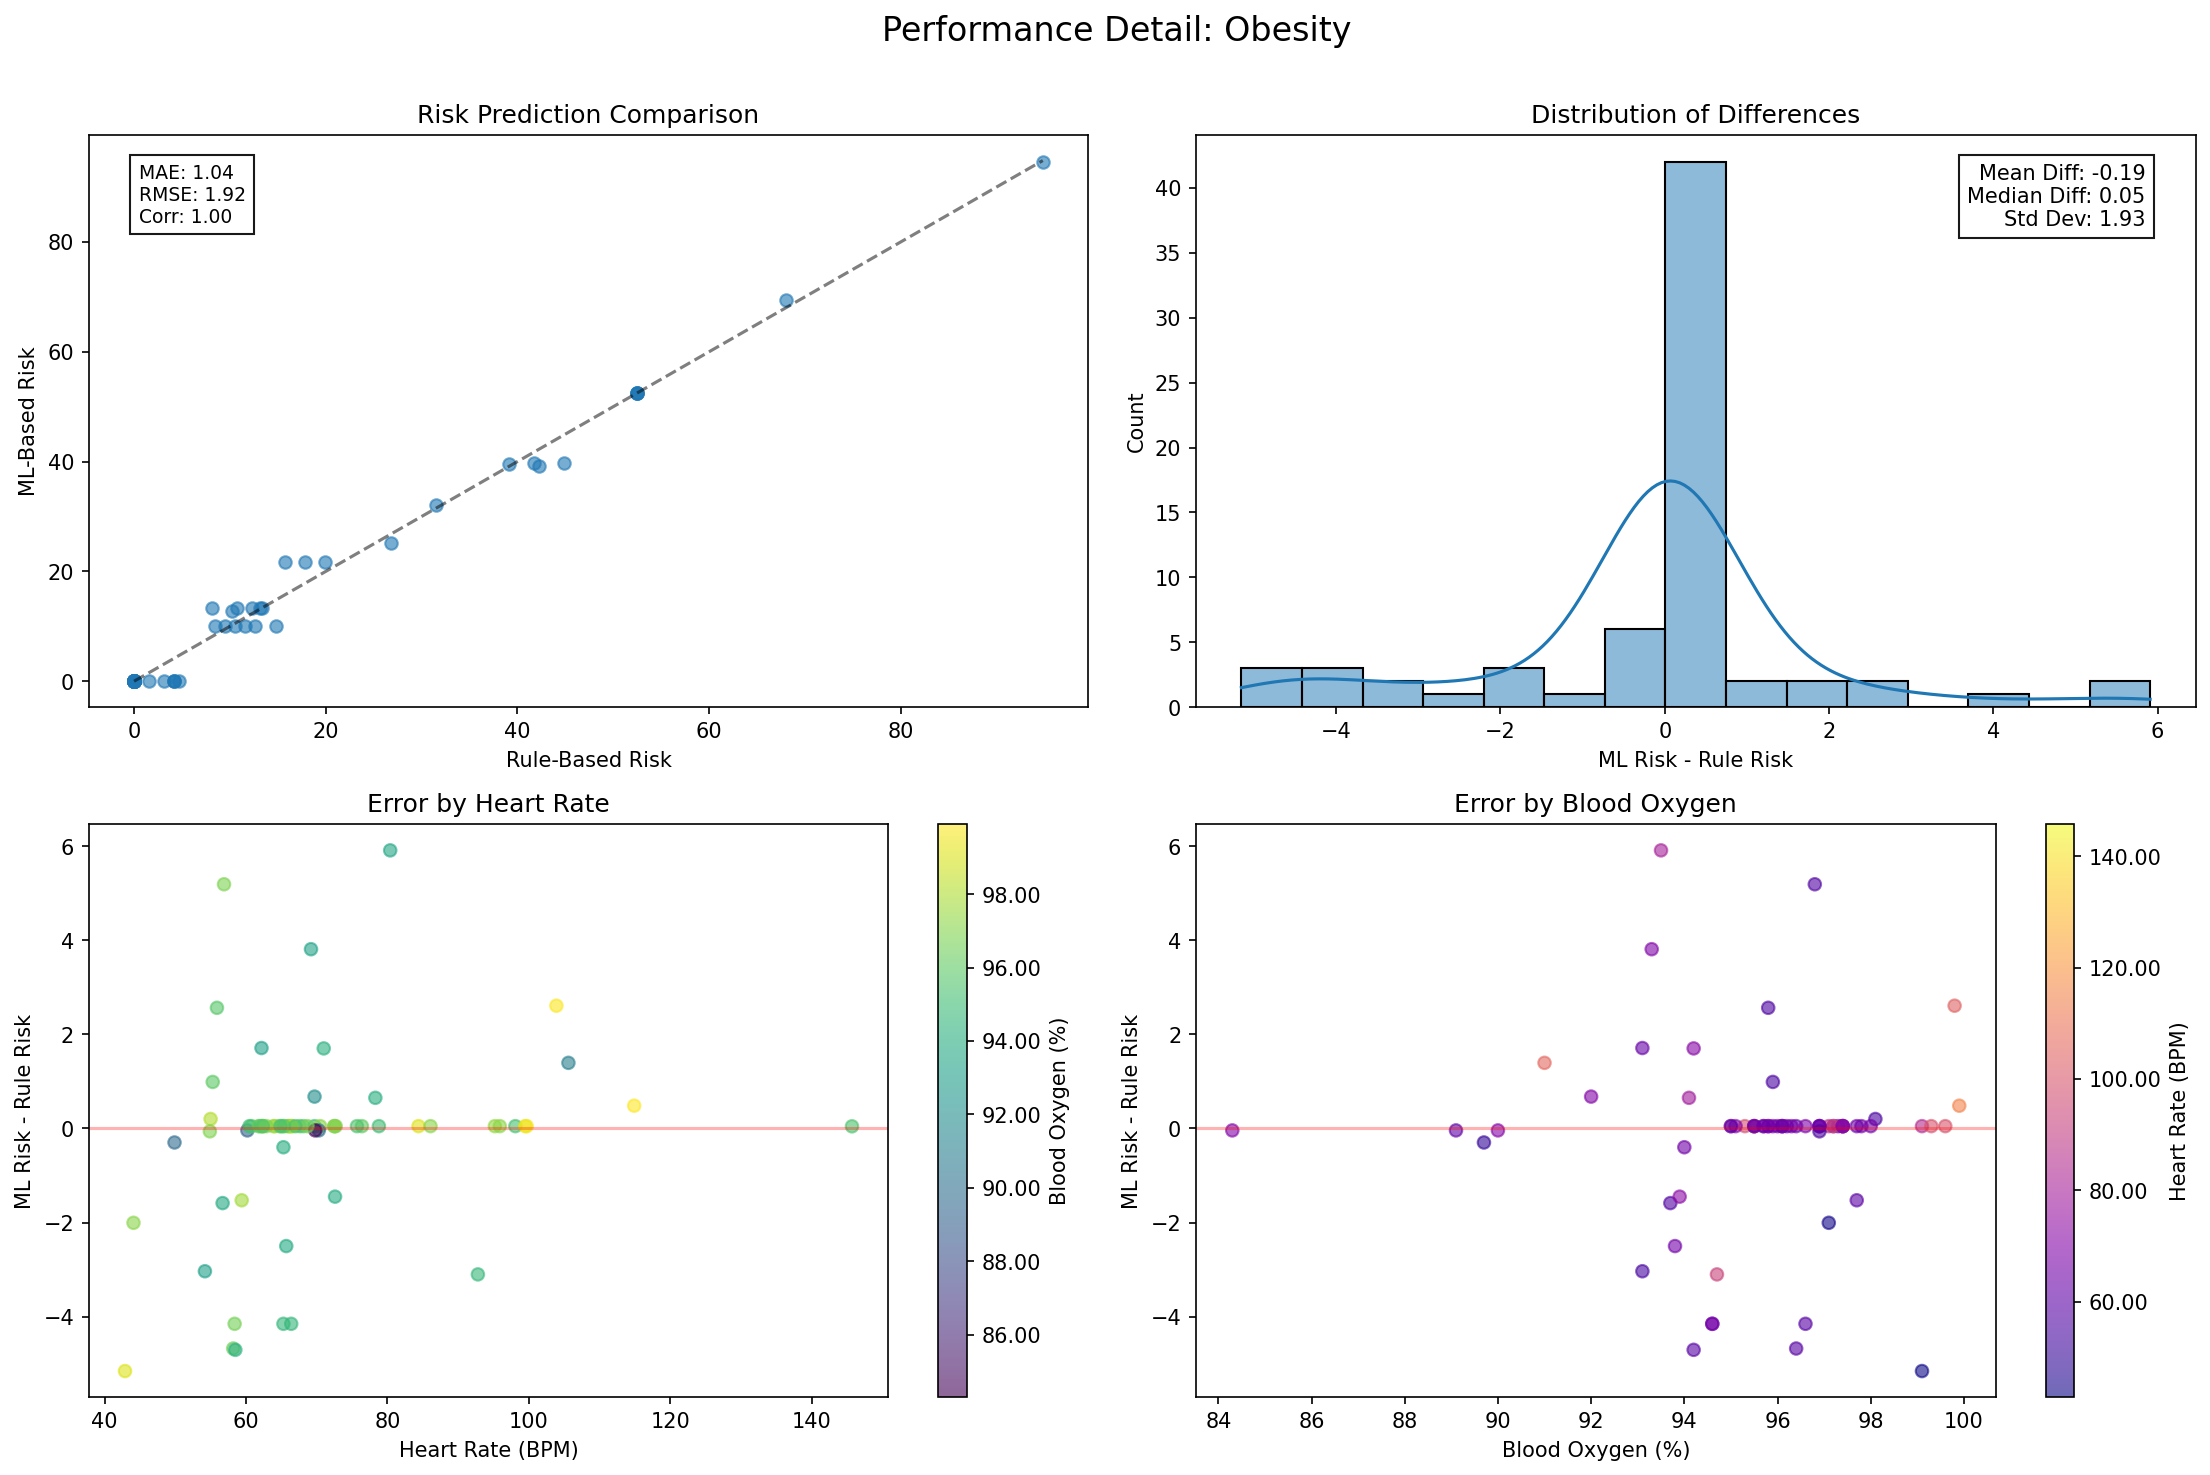 Performance Detail: Obesity
Risk Prediction Comparison
MAE: 1.04
RMSE: 1.92
Corr: 1.00
80
60
40
20
0
ML-Based Risk
0 20 40 60 80
Rule-Based Risk
Distribution of Differences
Mean Diff: -0.19
Median Diff: 0.05
Std Dev: 1.93
40
35
30
25
20
15
10
5
0
Count
−4 −2 0 2 4 6
ML Risk - Rule Risk
Error by Heart Rate
6
4
2
0
−2
−4
ML Risk - Rule Risk
40 60 80 100 120 140
Heart Rate (BPM)
98.00
96.00
94.00
92.00
90.00
88.00
86.00
Blood Oxygen (%)
Error by Blood Oxygen
6
4
2
0
−2
−4
ML Risk - Rule Risk
84 86 88 90 92 94 96 98 100
Blood Oxygen (%)
140.00
120.00
100.00
80.00
60.00
Heart Rate (BPM)